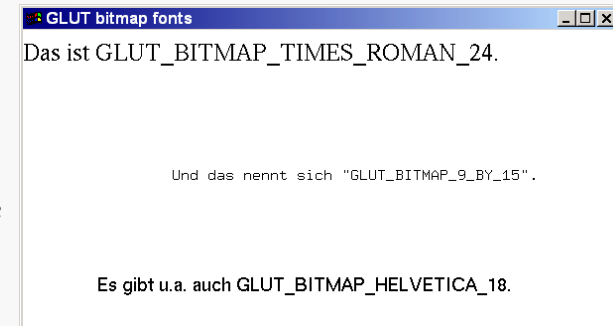 GLUT bitmap fonts
Das ist GLUT_BITMAP_TIMES_ROMAN_24.
Und das nennt sich "GLUT_BITMAP_9_BY_15".
Es gibt u.a. auch GLUT_BITMAP_HELVETICA_18.